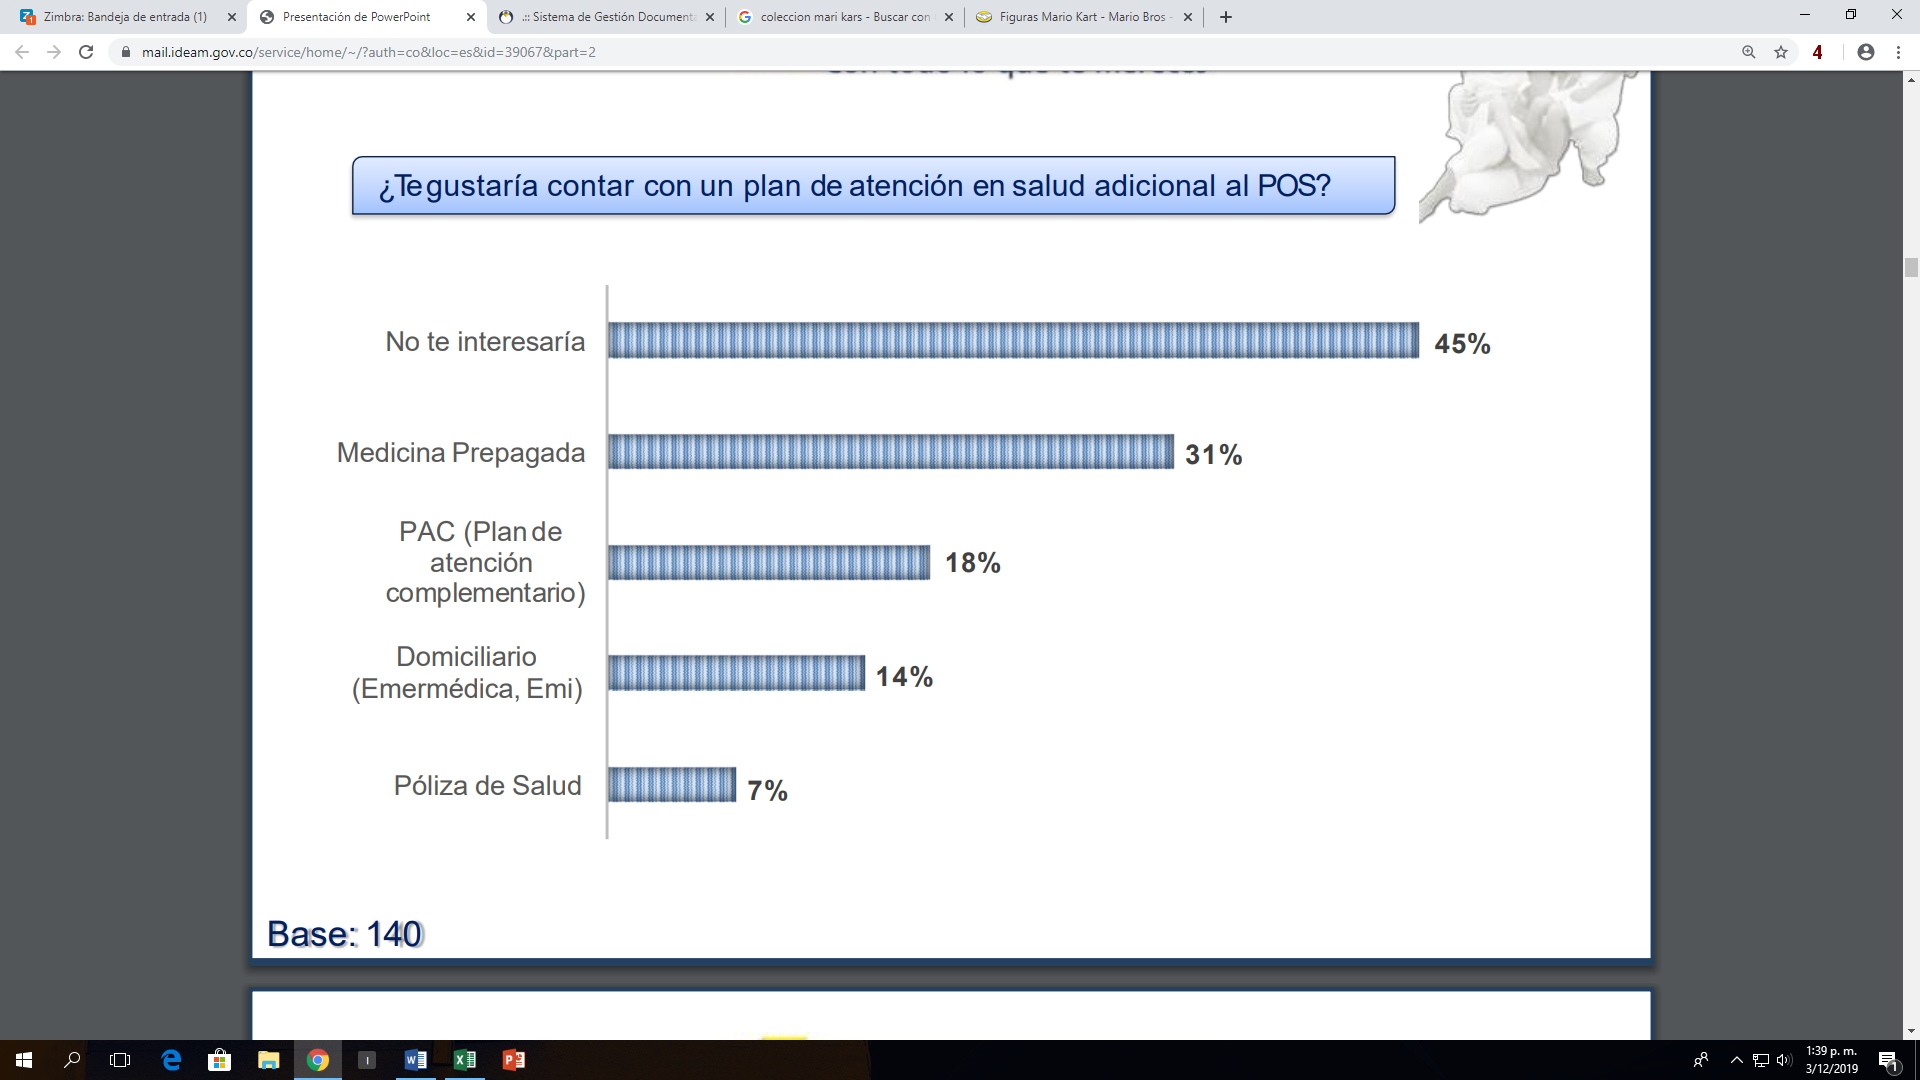 Zimbra: Bandeja de entrada (1)
Presentación de PowerPoint
.:: Sistema de Gestión Document
coleccion mari kars - Buscar con
Figuras Mario Kart - Mario Bros -
mail.ideam.gov.co/service/home/~/?auth=co&loc=es&id=39067&part=2
4
¿Te gustaría contar con un plan de atención en salud adicional al POS?
No te interesaría
45%
Medicina Prepagada
31%
PAC (Plan de
atención
complementario)
18%
Domiciliario
(Emermédica, Emi)
14%
Póliza de Salud
7%
Base: 140
1:39 p. m.
3/12/2019
1